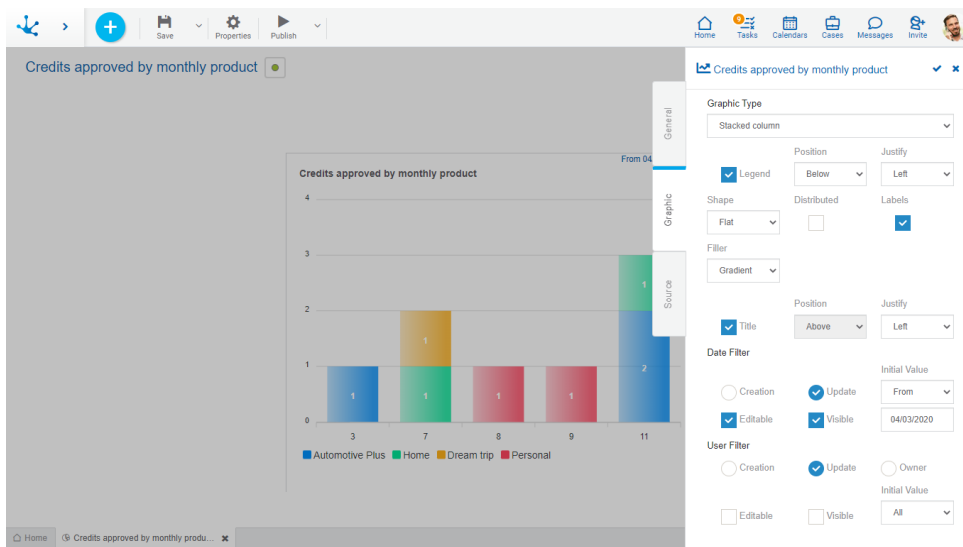 Save
Properties
Publish
Home
9
Tasks
Calendars
Cases
Messages
Invite
Credits approved by monthly product
Credits approved by monthly product
General
Graphic
Source
From 04
Credits approved by monthly product
4
3
2
1
0
1
1
1
1
1
2
1
3
7
8
9
11
Automotive Plus Home Dream trip Personal
Graphic Type
Stacked column
Position Justify
Legend Below Left
Shape Distributed Labels
Flat
Filler
Gradient
Position Justify
Title Above Left
Date Filter
Initial Value
Creation Update From
Editable Visible 04/03/2020
User Filter
Creation Update Owner
Initial Value
Editable Visible All
Home
Credits approved by monthly produ...